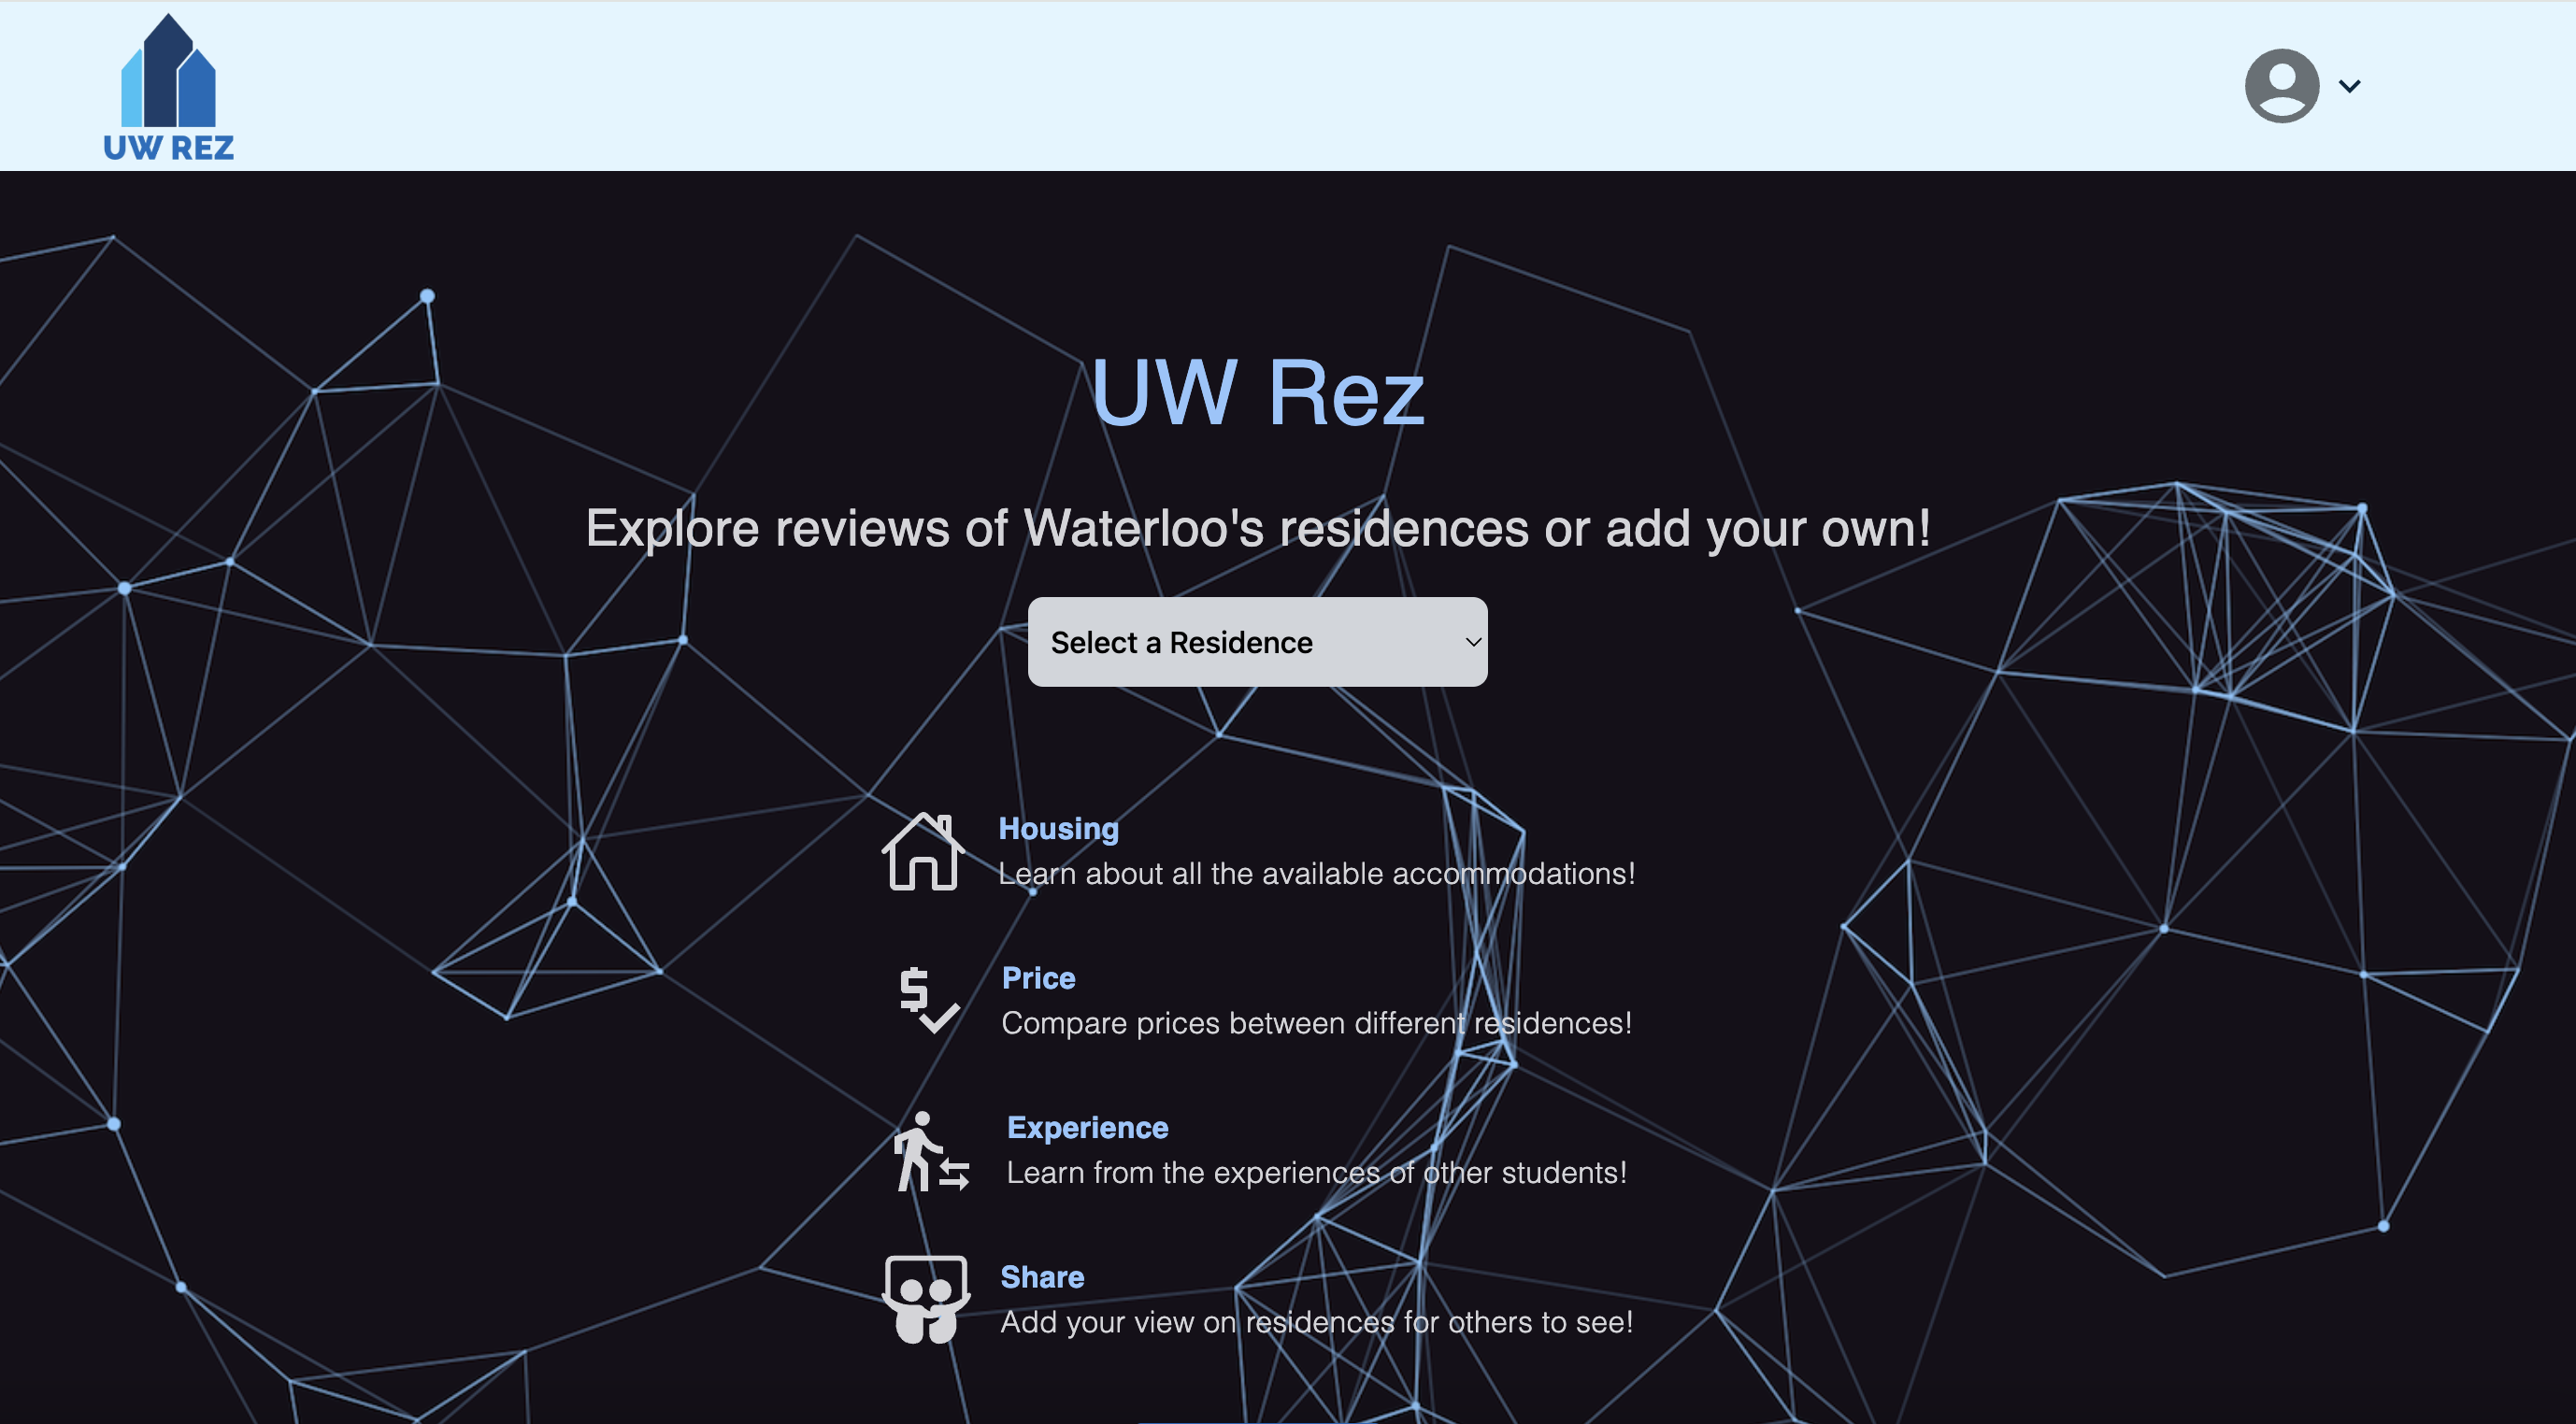 UW REZ
UW Rez
Explore reviews of Waterloo's residences or add your own!
Select a Residence
Housing
Learn about all the available accommodations!
Price
Compare prices between different residences!
Experience
Learn from the experiences of other students!
Share
Add your view on residences for others to see!